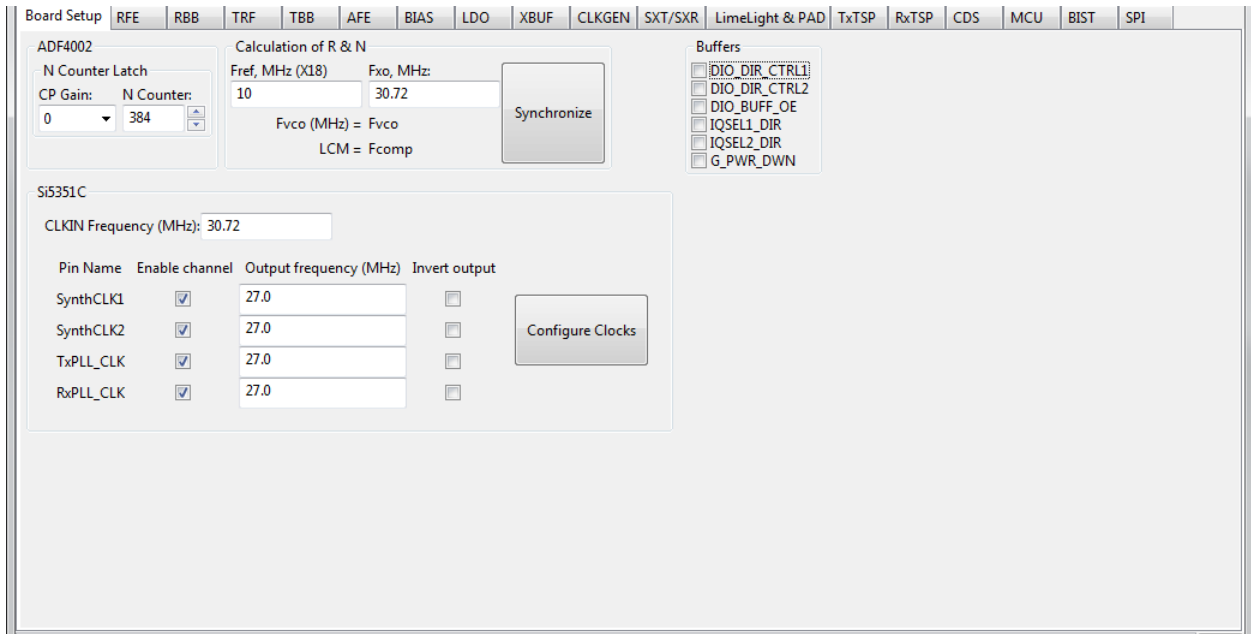 Board Setup RFE RBB TRF TBB AFE BIAS LDO XBUF CLKGEN SXT/SXR LimeLight & PAD TxTSP RxTSP CDS MCU BIST SPI
ADF4002
N Counter Latch
CP Gain: N Counter:
0 384
Calculation of R & N
Fref, MHz (X18) Fxo, MHz:
10 30.72
Fvco (MHz) = Fvco
LCM = Fcomp
Synchronize
Buffers
DIO_DIR_CTRL1
DIO_DIR_CTRL2
DIO_BUFF_OE
IQSEL1_DIR
IQSEL2_DIR
G_PWR_DWN
Si5351C
CLKIN Frequency (MHz): 30.72
Pin Name Enable channel Output frequency (MHz) Invert output
SynthCLK1 27.0
SynthCLK2 27.0
TxPLL_CLK 27.0
RxPLL_CLK 27.0
Configure Clocks